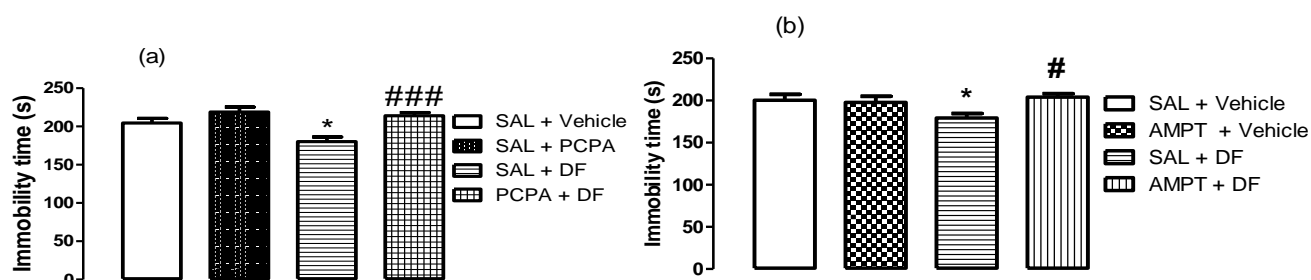 (a)
Immobility time (s)
250
200
150
100
50
0
*
###
SAL + Vehicle
SAL + PCPA
SAL + DF
PCPA + DF
(b)
Immobility time (s)
250
200
150
100
50
0
*
#
SAL + Vehicle
AMPT + Vehicle
SAL + DF
AMPT + DF